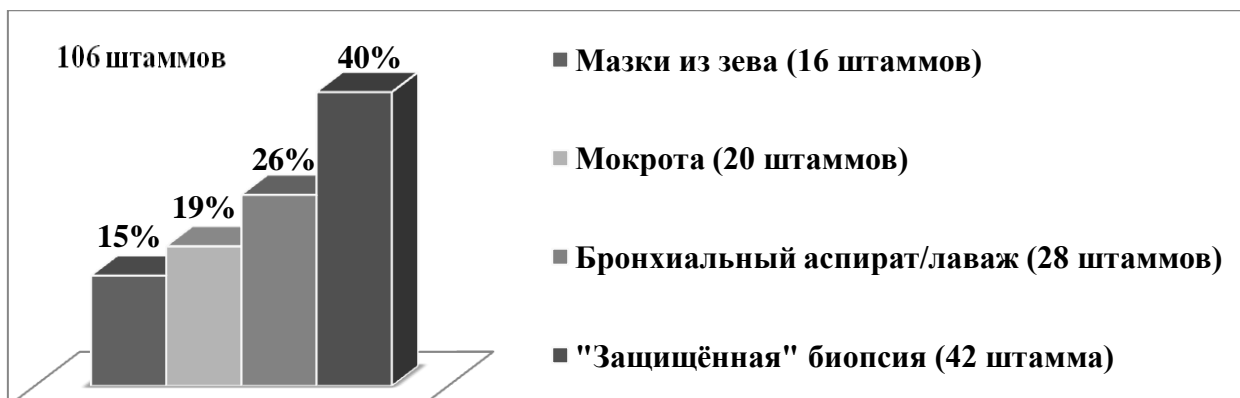 106 штаммов
40%
26%
19%
15%
Мазки из зева (16 штаммов)
Мокрота (20 штаммов)
Бронхиальный аспират/лаваж (28 штаммов)
"Защищённая" биопсия (42 штамма)